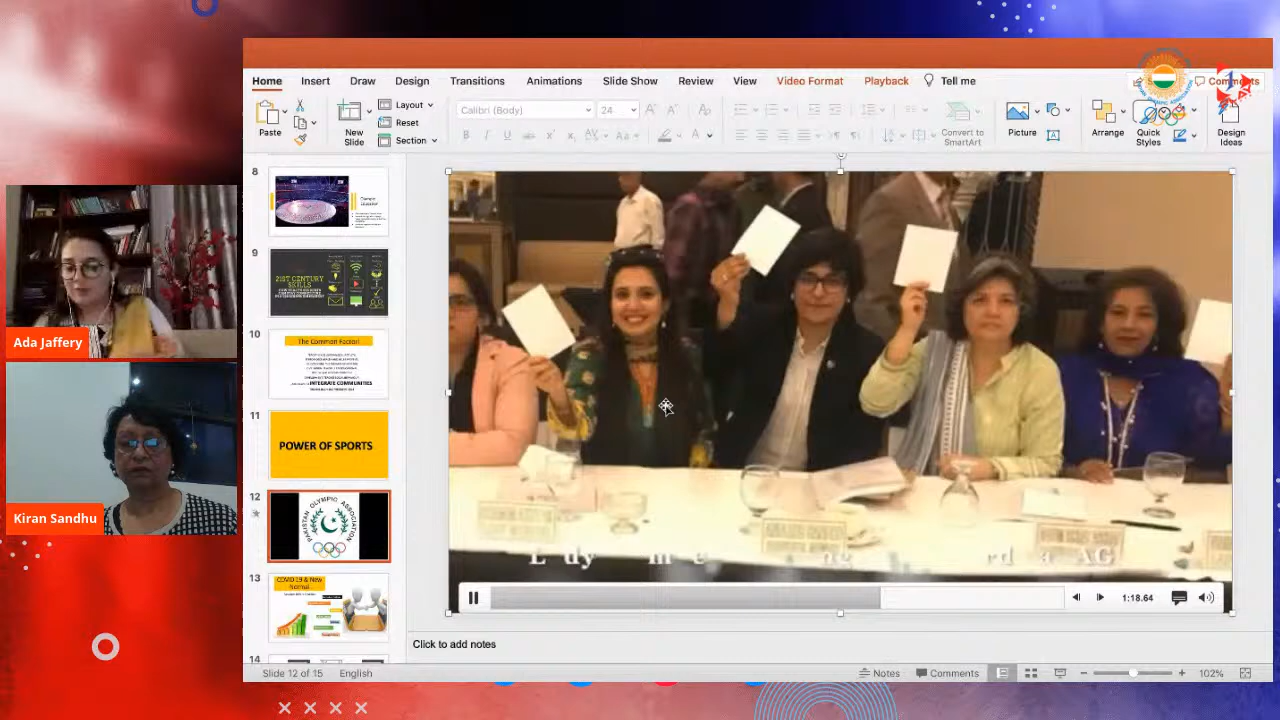 Home Insert Draw Design Transitions Animations Slide Show Review View Video Format Playback Tell me
Comments
Paste
New
Slide
Layout
Reset
Section
Calibri (Body) 24
Convert to
SmartArt
Picture
Arrange
Quick
Styles
Design
Ideas
8
9
21ST CENTURY
SKILLS
10
The Common Factor!
INTEGRATE COMMUNITIES
11
POWER OF SPORTS
12
PAKISTAN OLYMPIC ASSOCIATION
13
COVID 19 & New
Normal
14
Ada Jaffery
Kiran Sandhu
L dy m e ng rd a AG
1:18.64
Click to add notes
Slide 12 of 15 English Notes Comments 102%